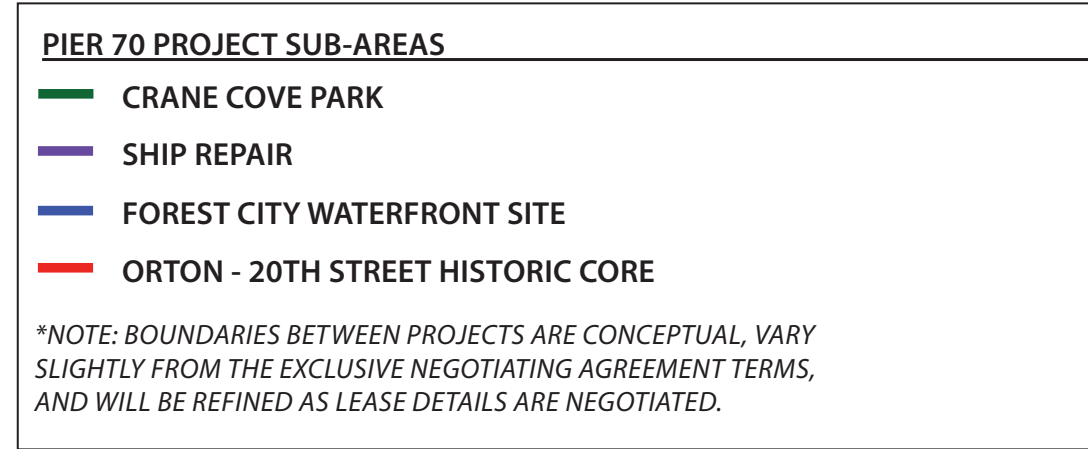 PIER 70 PROJECT SUB-AREAS
CRANE COVE PARK
SHIP REPAIR
FOREST CITY WATERFRONT SITE
ORTON - 20TH STREET HISTORIC CORE
*NOTE: BOUNDARIES BETWEEN PROJECTS ARE CONCEPTUAL, VARY
SLIGHTLY FROM THE EXCLUSIVE NEGOTIATING AGREEMENT TERMS,
AND WILL BE REFINED AS LEASE DETAILS ARE NEGOTIATED.